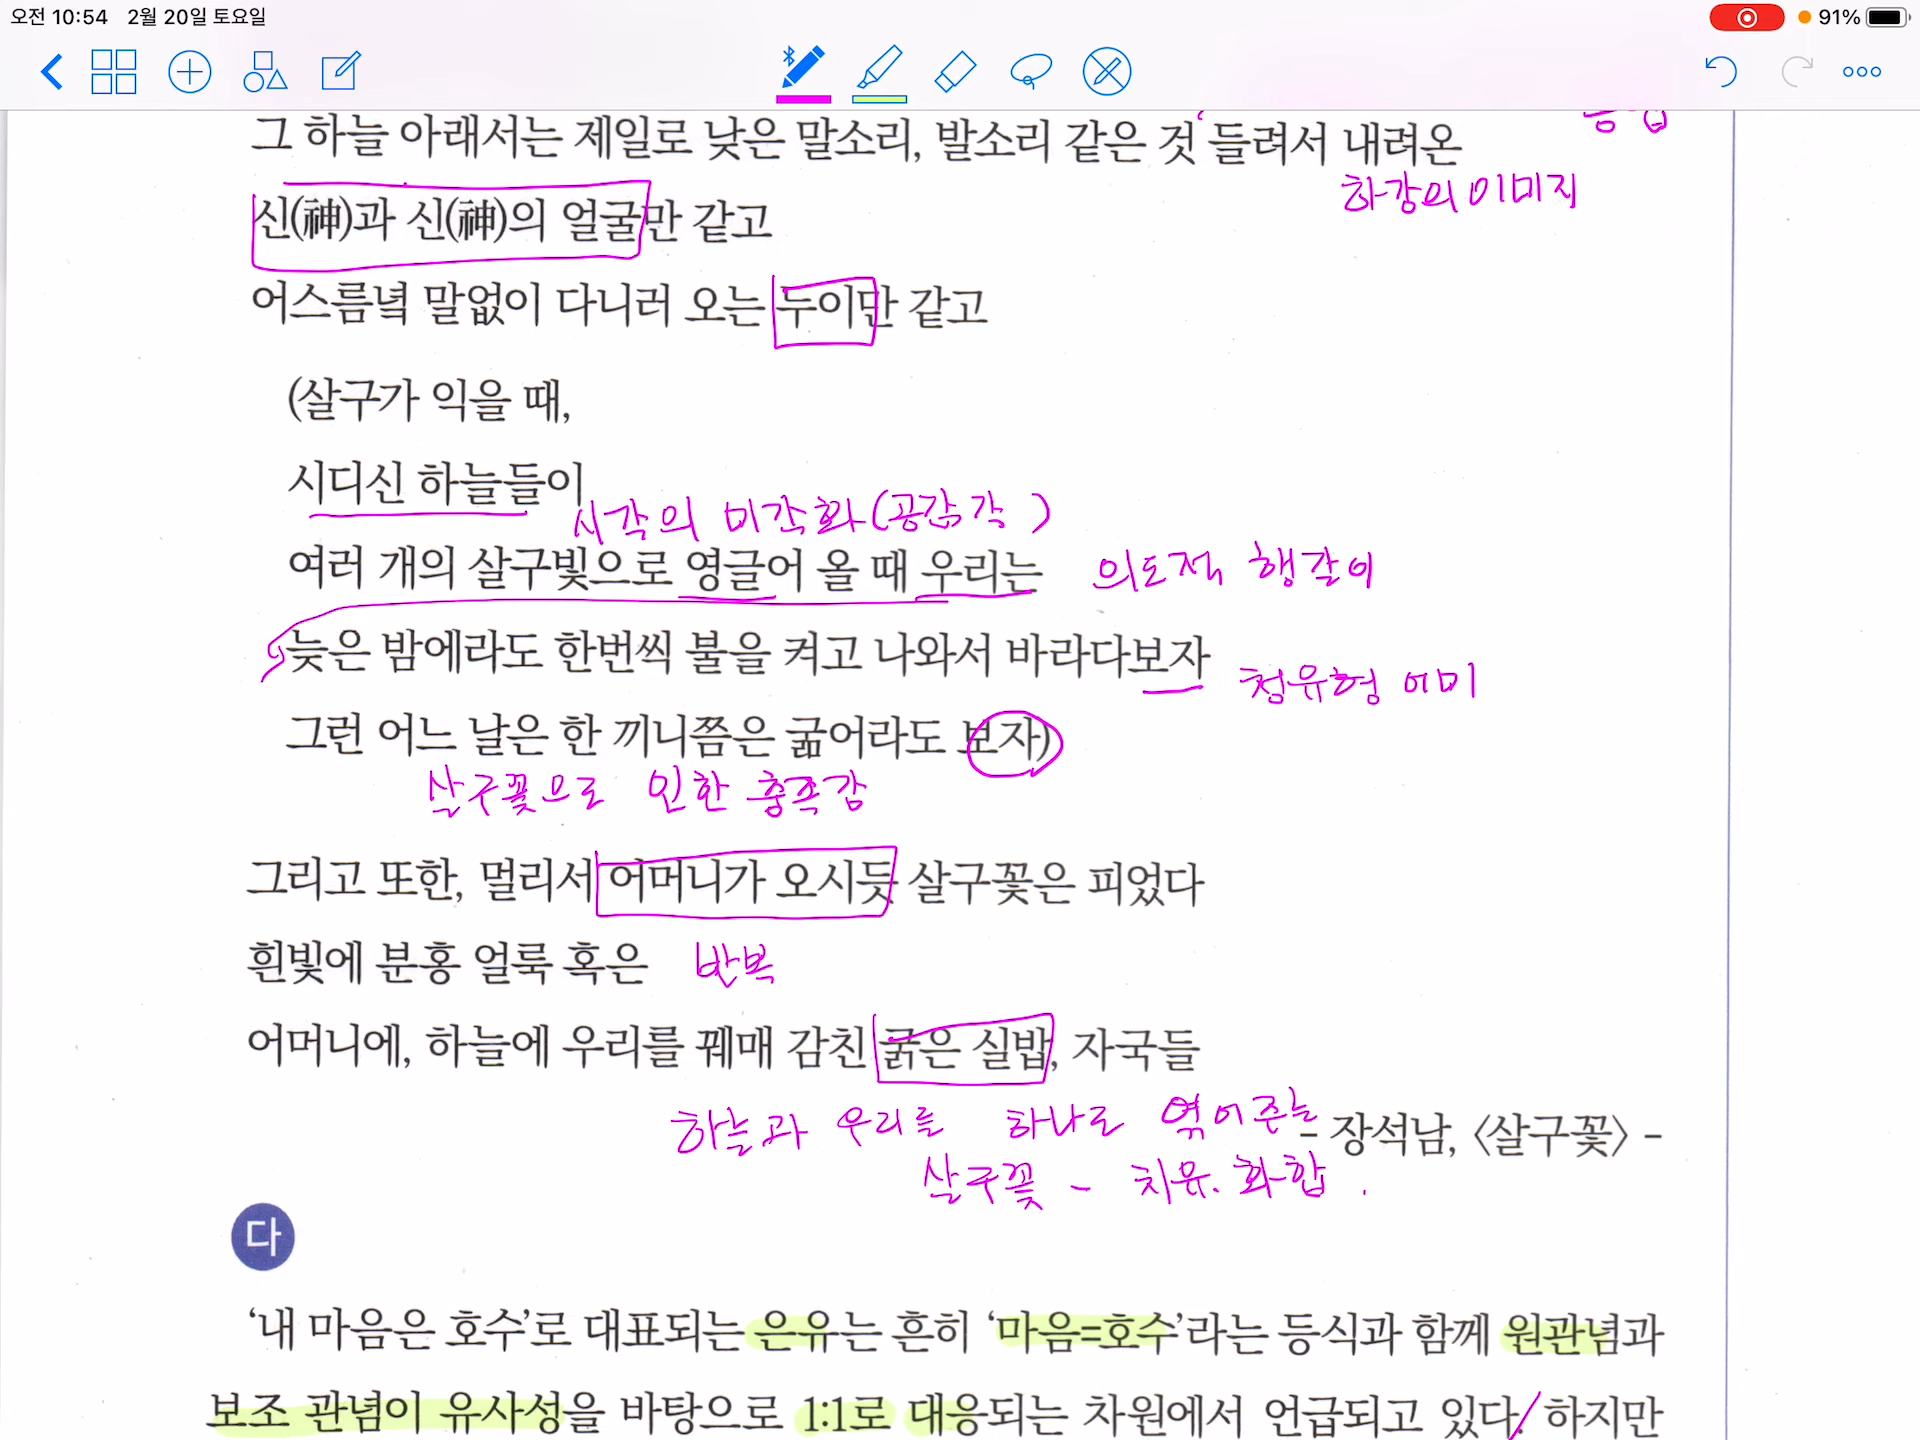 오전 10:54 2월 20일 토요일 91%
그 하늘 아래서는 제일로 낮은 말소리, 발소리 같은 것 들려서 내려온
하강의 이미지
신(神)과 신(神)의 얼굴만 같고
어스름녘 말없이 다니러 오는 누이만 같고
(살구가 익을 때,
시디신 하늘들이
시각의 미각화(공감각)
여러 개의 살구빛으로 영글어 올 때 우리는 의도적 행갈이
늦은 밤에라도 한번씩 불을 켜고 나와서 바라다보자
청유형 어미
그런 어느 날은 한 끼니쯤은 굶어라도 보자)
살구꽃으로 인한 충족감
그리고 또한, 멀리서 어머니가 오시듯 살구꽃은 피었다
흰빛에 분홍 얼룩 혹은 반복
어머니에, 하늘에 우리를 꿰매 감친 굵은 실밥, 자국들
하늘과 우리를 하나로 엮어주는
- 장석남, 〈살구꽃〉 -
살구꽃 - 치유. 화합.
다
‘내 마음은 호수’로 대표되는 은유는 흔히 ‘마음=호수’라는 등식과 함께 원관념과
보조 관념이 유사성을 바탕으로 1:1로 대응되는 차원에서 언급되고 있다. 하지만